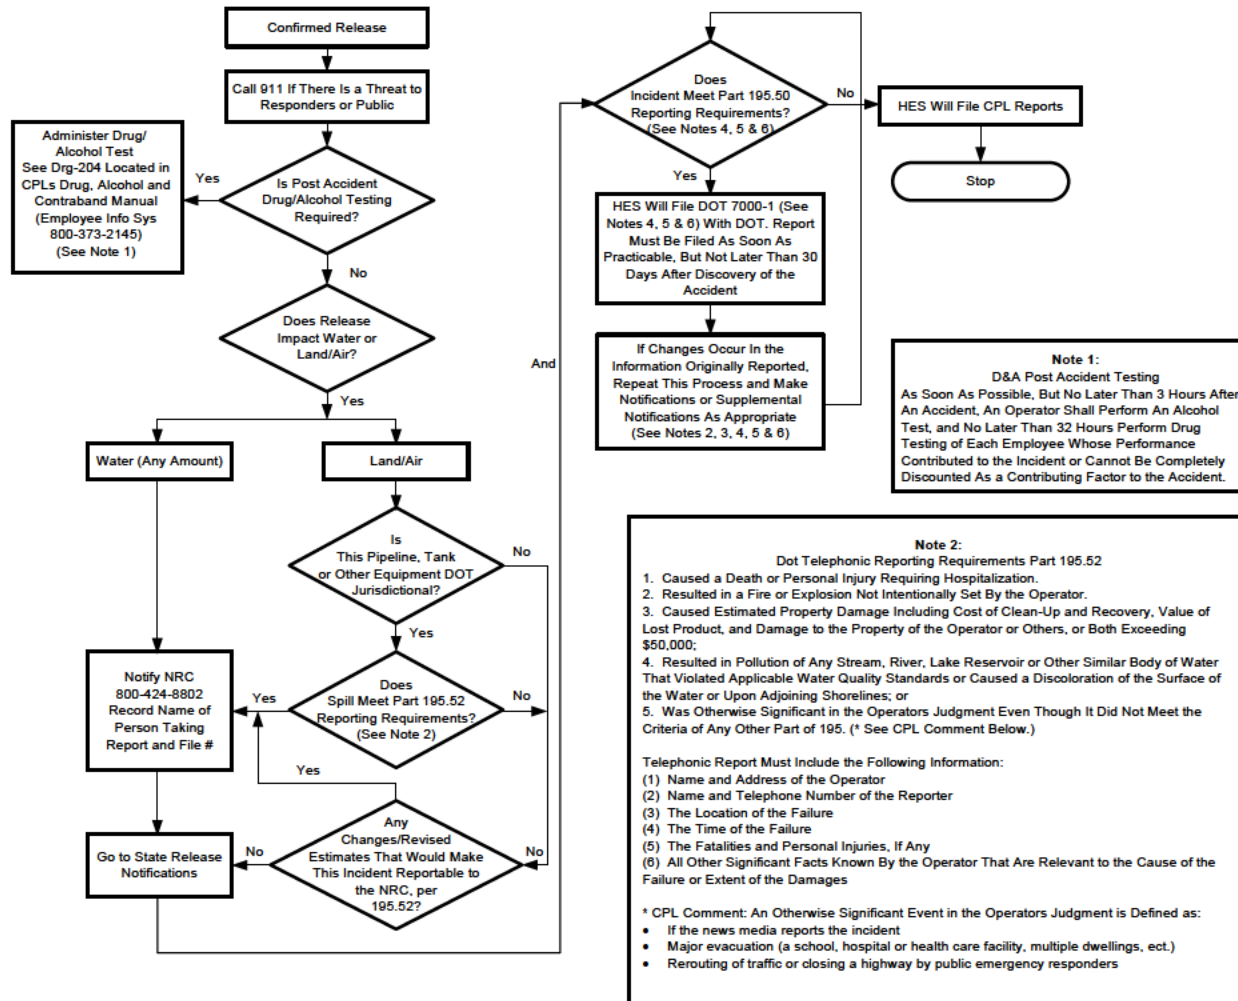 Confirmed Release
Call 911 If There Is a Threat to
Responders or Public
Administer Drug/
Alcohol Test
See Drg-204 Located in
CPLs Drug, Alcohol and
Contraband Manual
(Employee Info Sys
800-373-2145)
(See Note 1)
Yes
Is Post Accident
Drug/Alcohol Testing
Required?
No
Does Release
Impact Water or
Land/Air?
Yes
Water (Any Amount)
Land/Air
Is
This Pipeline, Tank
or Other Equipment DOT
Jurisdictional?
No
Yes
Notify NRC
800-424-8802
Record Name of
Person Taking
Report and File #
Yes
Does
Spill Meet Part 195.52
Reporting Requirements?
(See Note 2)
No
Yes
Go to State Release
Notifications
No
Any
Changes/Revised
Estimates That Would Make
This Incident Reportable to
the NRC, per
195.52?
No
And
Does
Incident Meet Part 195.50
Reporting Requirements?
(See Notes 4, 5 & 6)
No
HES Will File CPL Reports
Stop
Yes
HES Will File DOT 7000-1 (See
Notes 4, 5 & 6) With DOT. Report
Must Be Filed As Soon As
Practicable, But Not Later Than 30
Days After Discovery of the
Accident
If Changes Occur In the
Information Originally Reported,
Repeat This Process and Make
Notifications or Supplemental
Notifications As Appropriate
(See Notes 2, 3, 4, 5 & 6)
Note 1:
D&A Post Accident Testing
As Soon As Possible, But No Later Than 3 Hours After
An Accident, An Operator Shall Perform An Alcohol
Test, and No Later Than 32 Hours Perform Drug
Testing of Each Employee Whose Performance
Contributed to the Incident or Cannot Be Completely
Discounted As a Contributing Factor to the Accident.
Note 2:
Dot Telephonic Reporting Requirements Part 195.52
1. Caused a Death or Personal Injury Requiring Hospitalization.
2. Resulted in a Fire or Explosion Not Intentionally Set By the Operator.
3. Caused Estimated Property Damage Including Cost of Clean-Up and Recovery, Value of
Lost Product, and Damage to the Property of the Operator or Others, or Both Exceeding
$50,000;
4. Resulted in Pollution of Any Stream, River, Lake Reservoir or Other Similar Body of Water
That Violated Applicable Water Quality Standards or Caused a Discoloration of the Surface of
the Water or Upon Adjoining Shorelines; or
5. Was Otherwise Significant in the Operators Judgment Even Though It Did Not Meet the
Criteria of Any Other Part of 195. (* See CPL Comment Below.)
Telephonic Report Must Include the Following Information:
(1) Name and Address of the Operator
(2) Name and Telephone Number of the Reporter
(3) The Location of the Failure
(4) The Time of the Failure
(5) The Fatalities and Personal Injuries, If Any
(6) All Other Significant Facts Known By the Operator That Are Relevant to the Cause of the
Failure or Extent of the Damages
* CPL Comment: An Otherwise Significant Event in the Operators Judgment is Defined as:
• If the news media reports the incident
• Major evacuation (a school, hospital or health care facility, multiple dwellings, ect.)
• Rerouting of traffic or closing a highway by public emergency responders